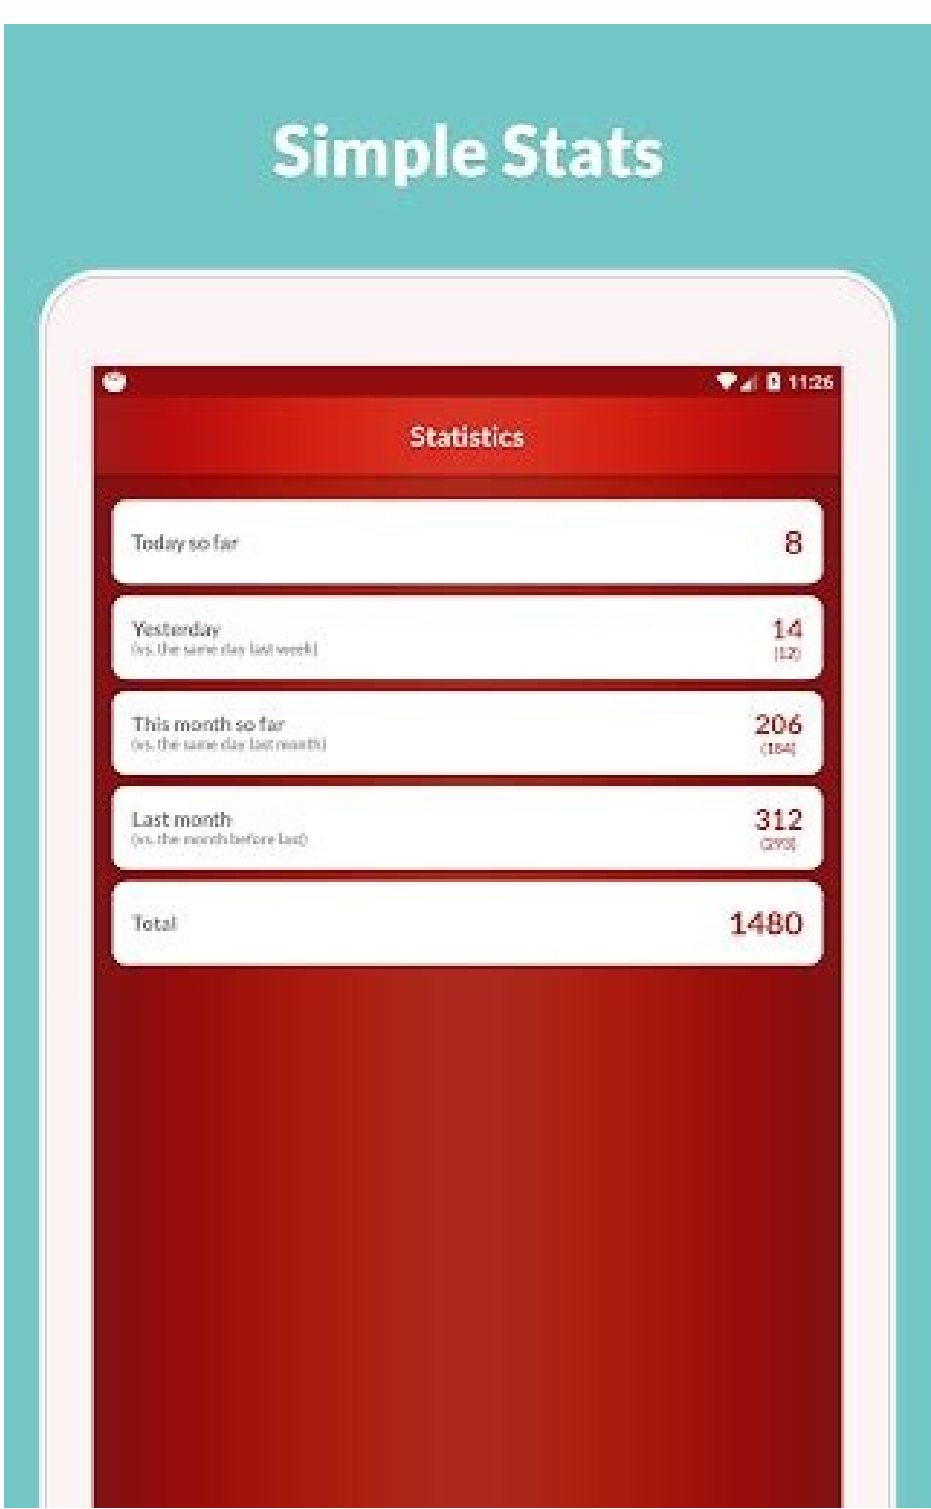 Simple Stats
11:26
Statistics
Today so far
8
Yesterday
14
(vs. the same day last week)
(12)
This month so far
206
(vs. the same day last month)
(184)
Last month
312
(vs. the month before last)
(293)
Total
1480